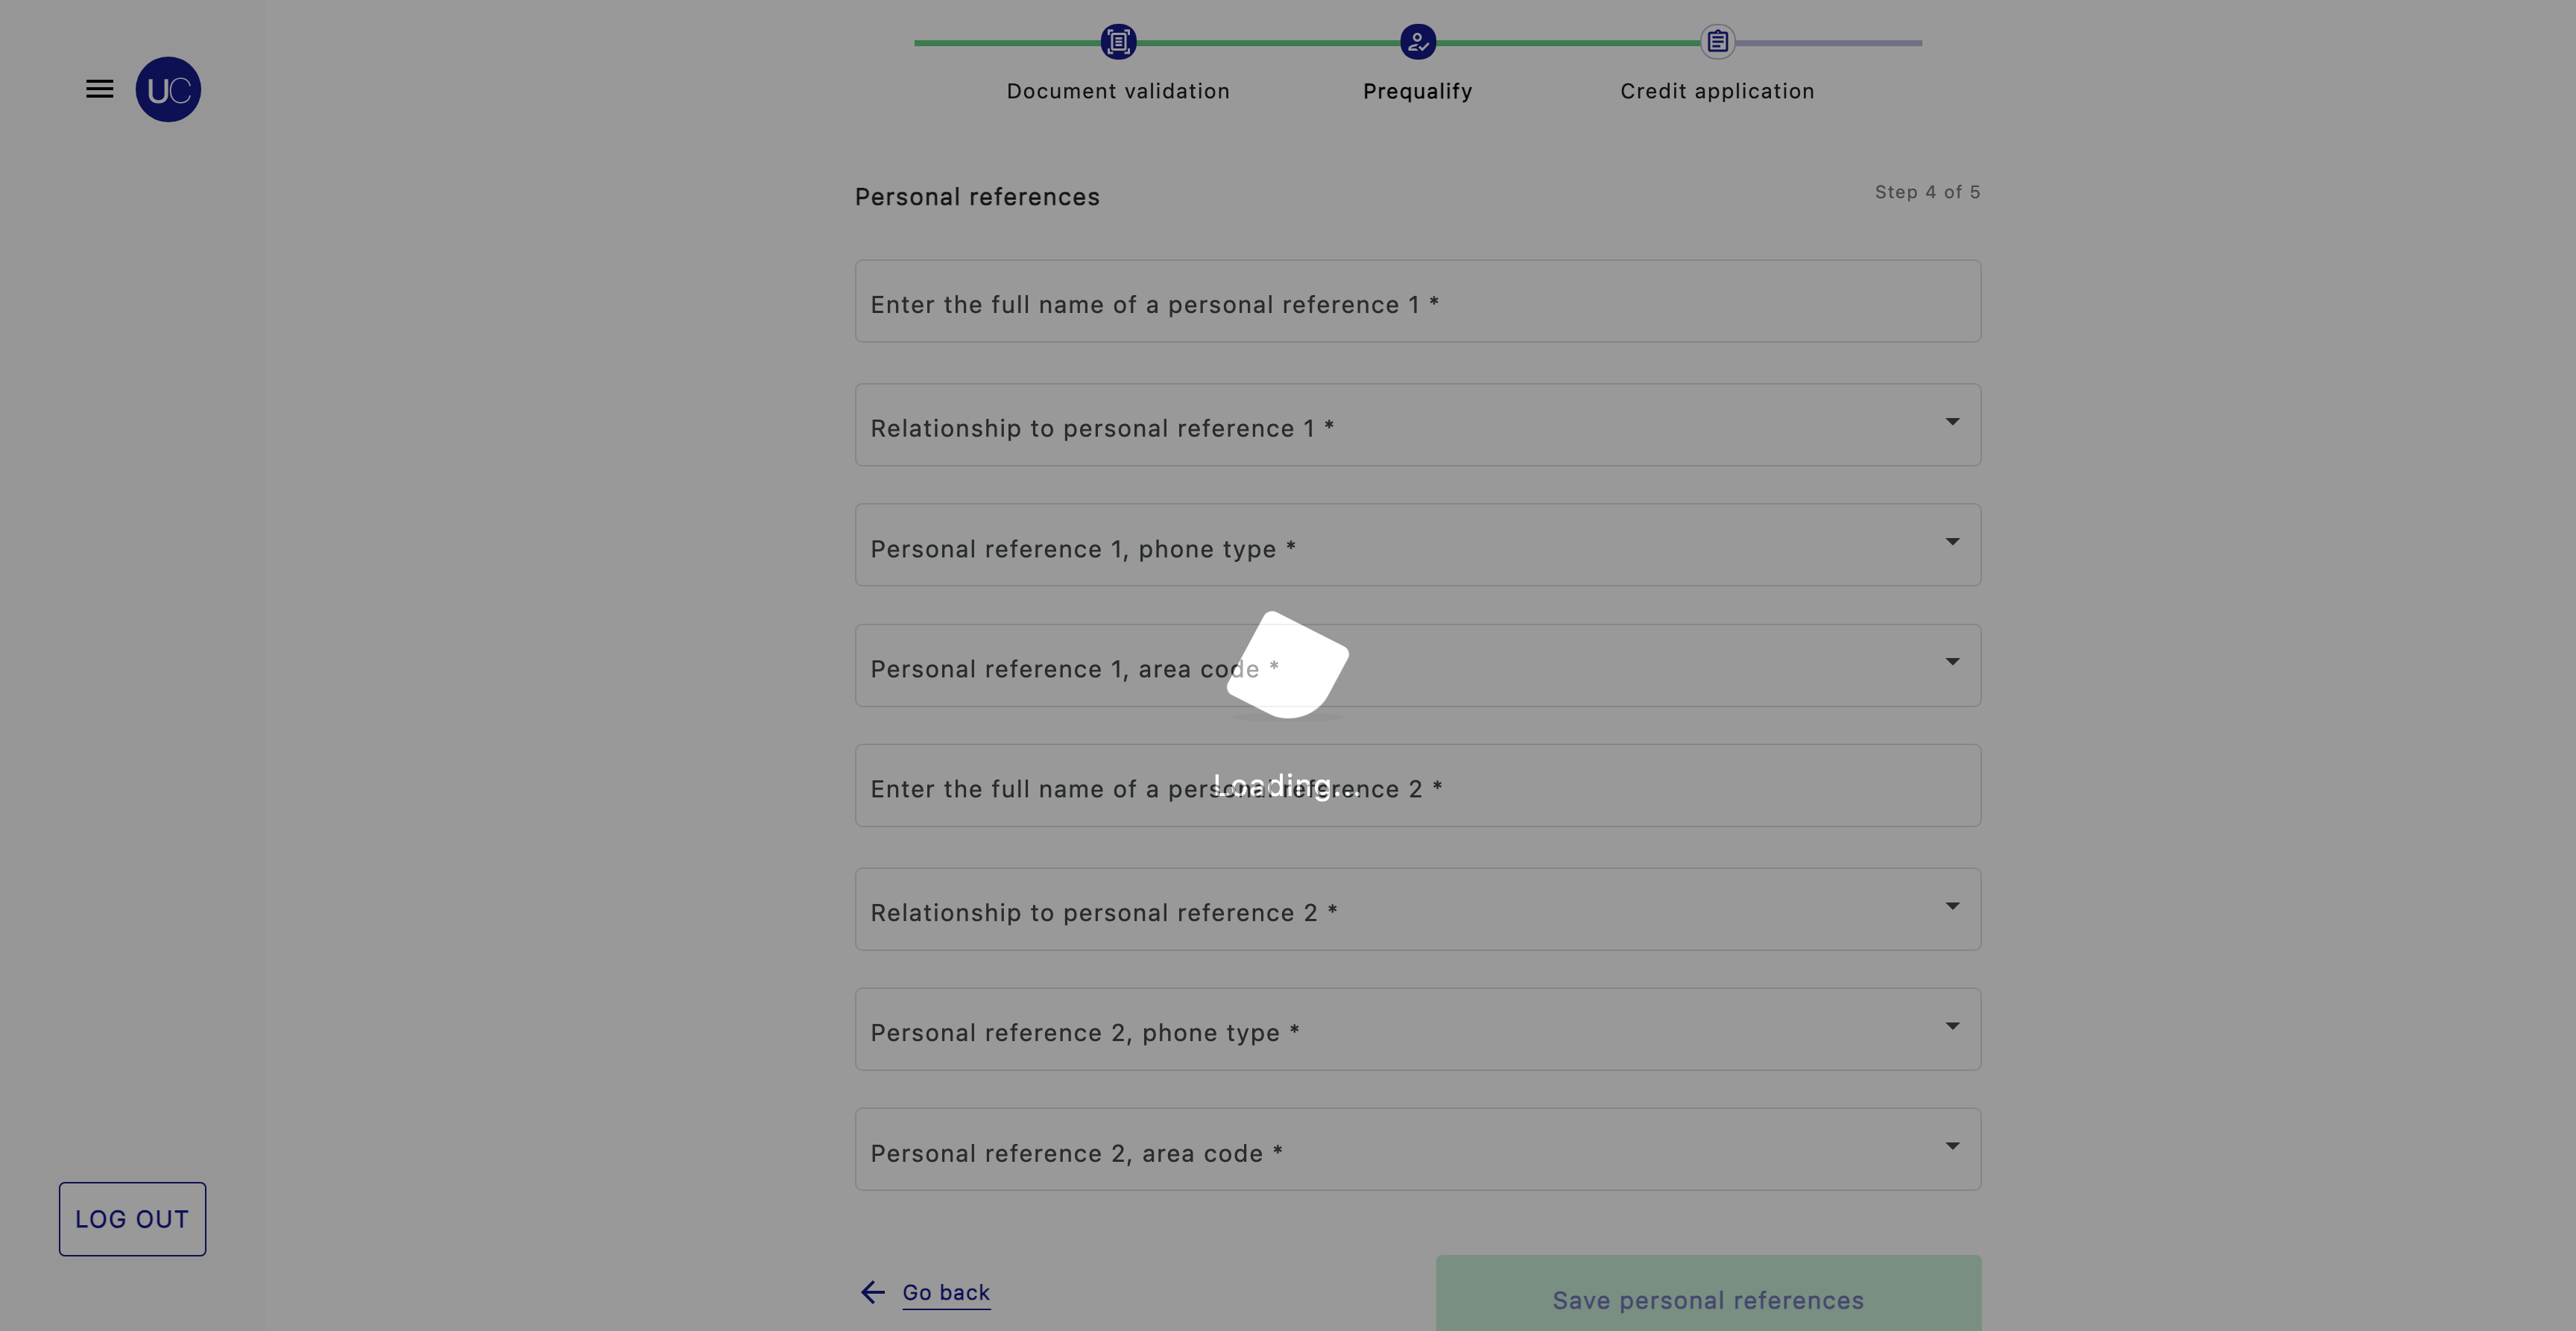 UC
Document validation
Prequalify
Credit application
Personal references
Step 4 of 5
Enter the full name of a personal reference 1 *
Relationship to personal reference 1 *
Personal reference 1, phone type *
Personal reference 1, area code *
Enter the full name of a personal reference 2 *
Loading...
Relationship to personal reference 2 *
Personal reference 2, phone type *
Personal reference 2, area code *
LOG OUT
Go back
Save personal references